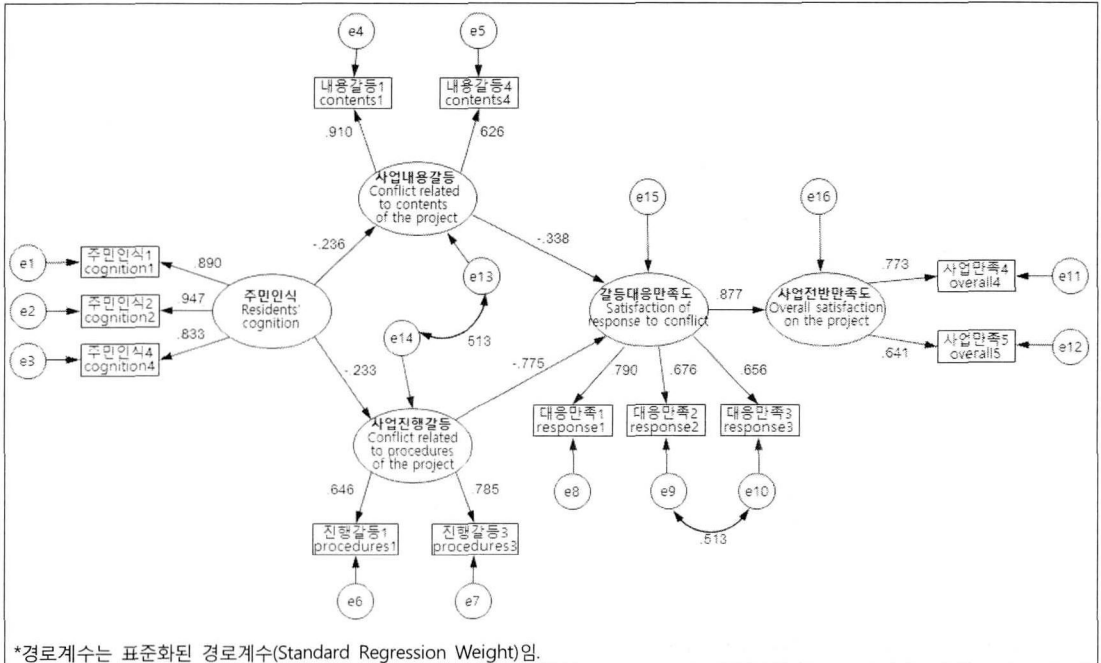 e4
e5
내용갈등1
contents1
내용갈등4
contents4
.910
626
사업내용갈등
Conflict related
to contents
of the project
e15
e16
-.236
-.338
e1
주민인식1
cognition1
.890
e13
사업만족4
overall4
.773
e11
e2
주민인식2
cognition2
.947
주민인식
Residents'
cognition
갈등대응만족도
Satisfaction of
response to conflict
.877
사업전반만족도
Overall satisfaction
on the project
e3
주민인식4
cognition4
.833
e14
513
사업만족5
overall5
.641
e12
-.233
-.775
.790
.676
.656
사업진행갈등
Conflict related
to procedures
of the project
대응만족1
response1
대응만족2
response2
대응만족3
response3
.646
.785
e8
e9
e10
.513
진행갈등1
procedures1
진행갈등3
procedures3
e6
e7
*경로계수는 표준화된 경로계수(Standard Regression Weight)임.